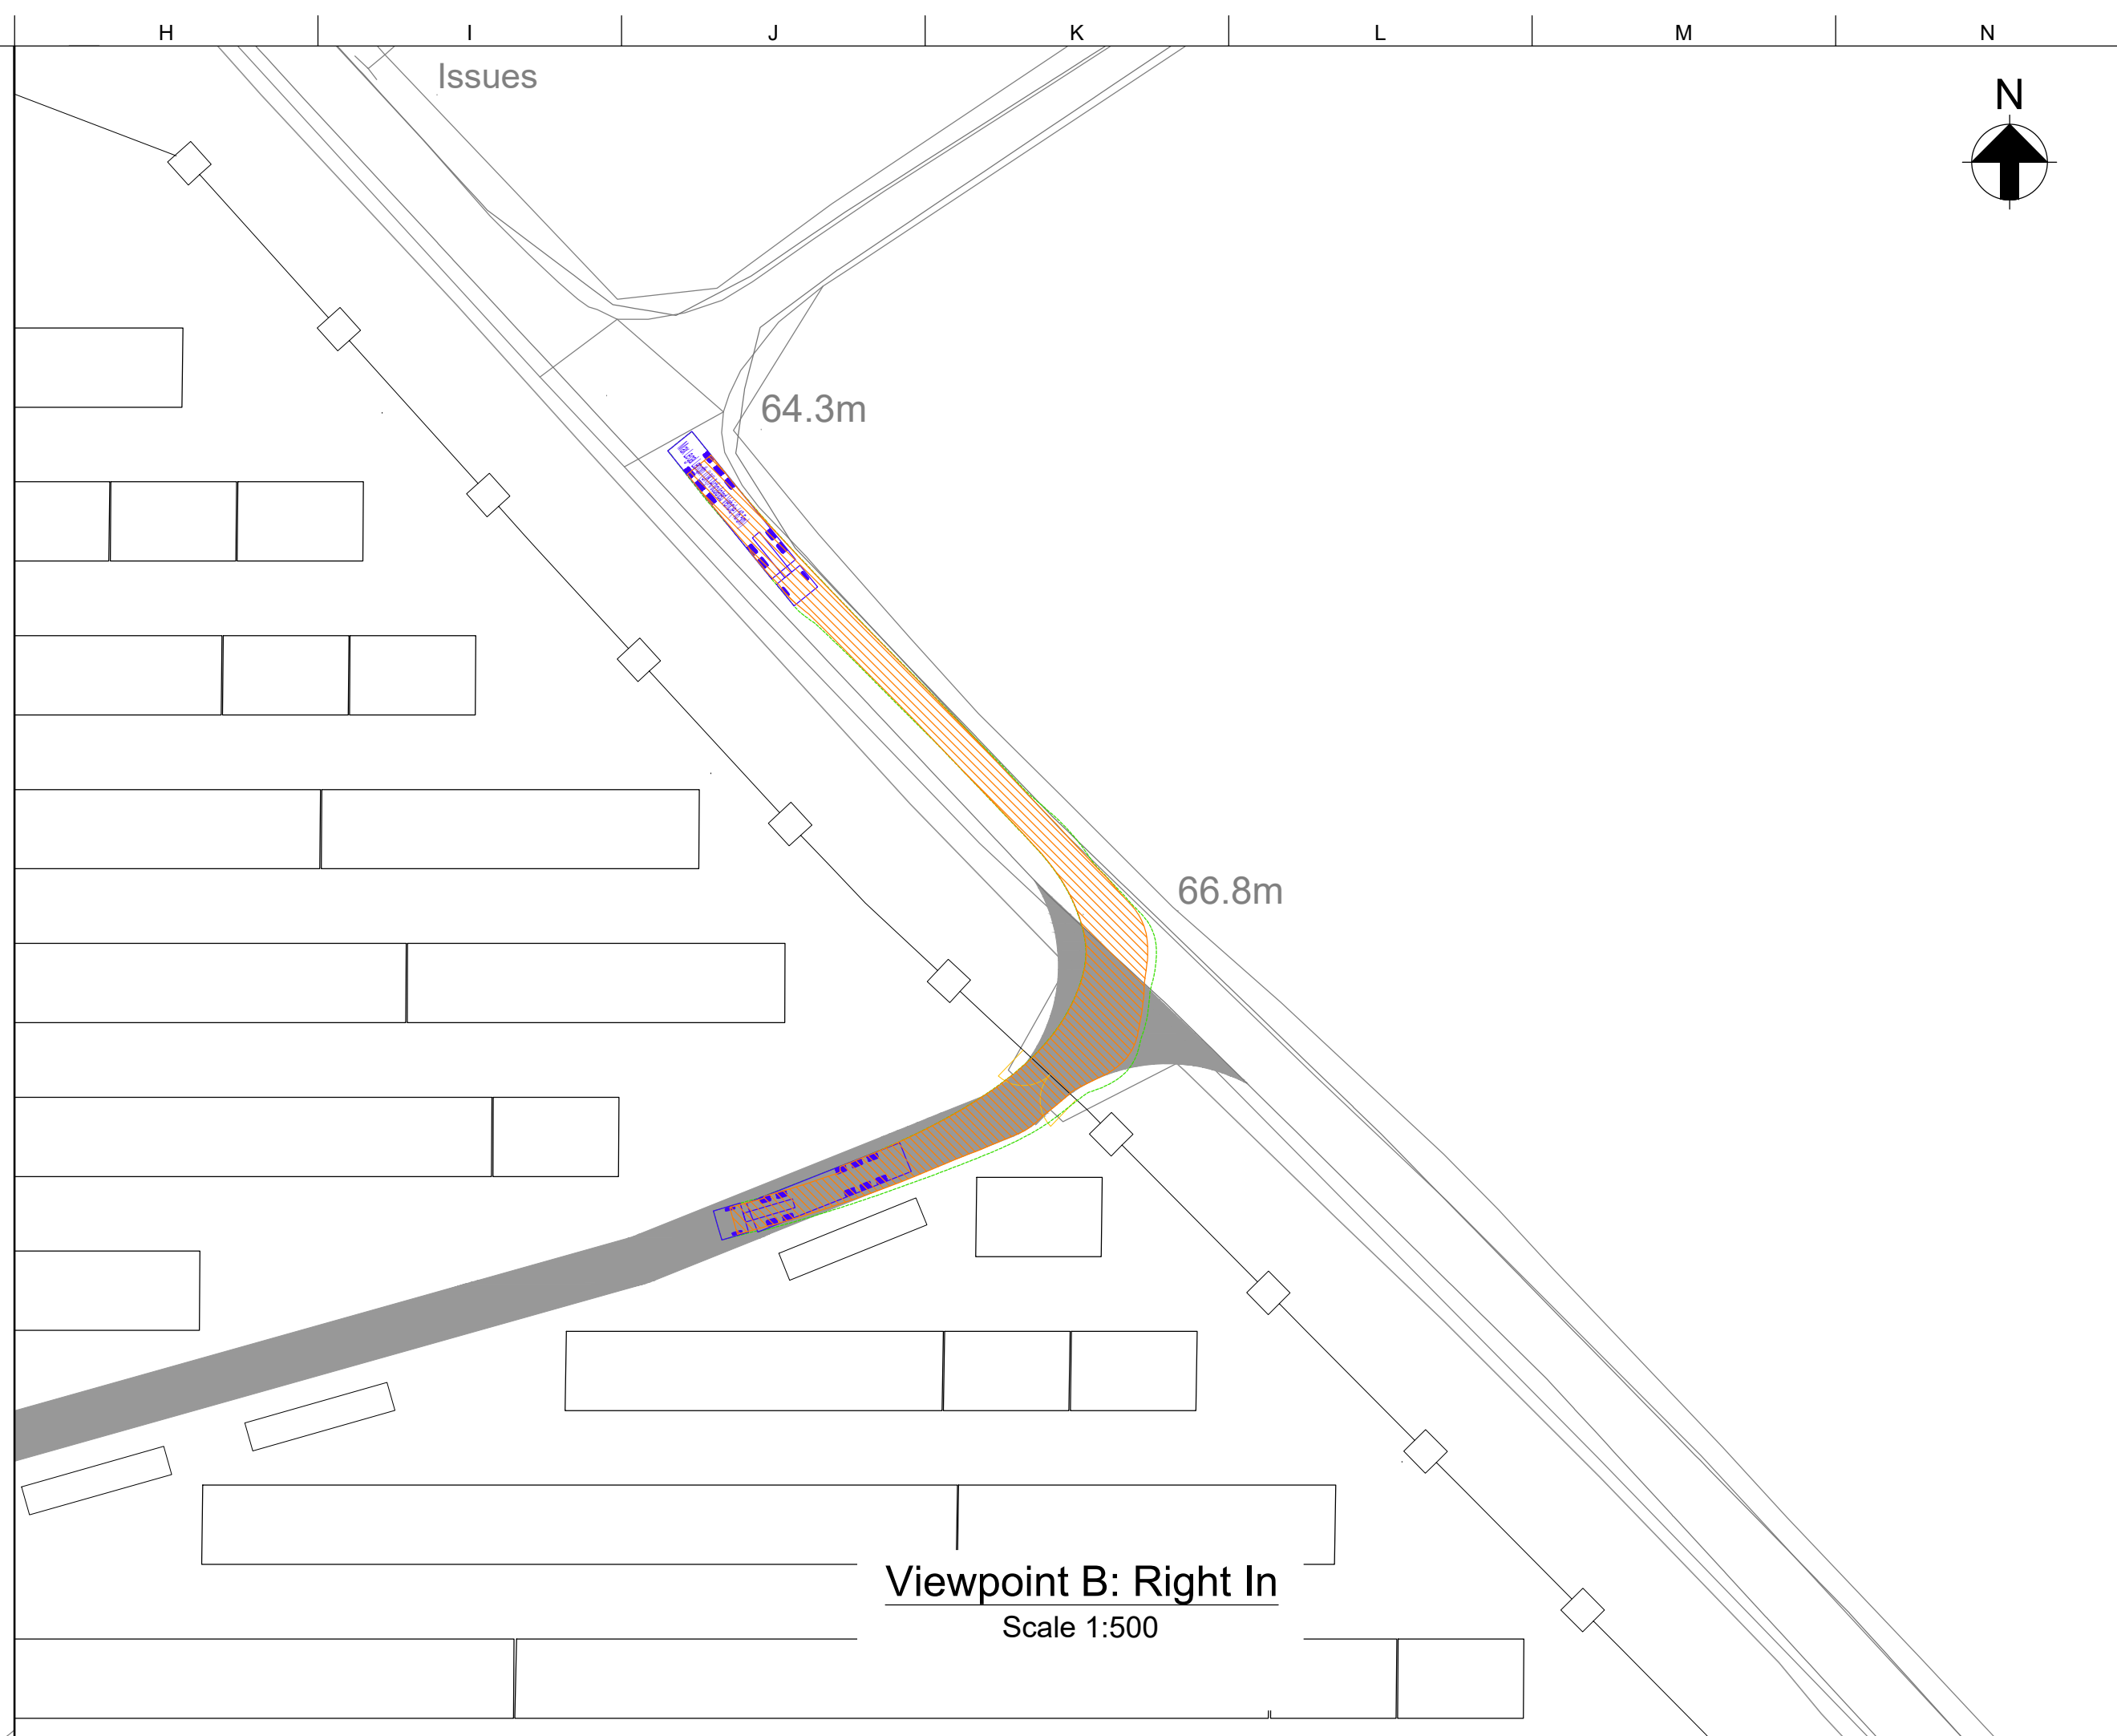 H I J K L M N
Issues
N
64.3m
66.8m
Viewpoint B: Right In
Scale 1:500